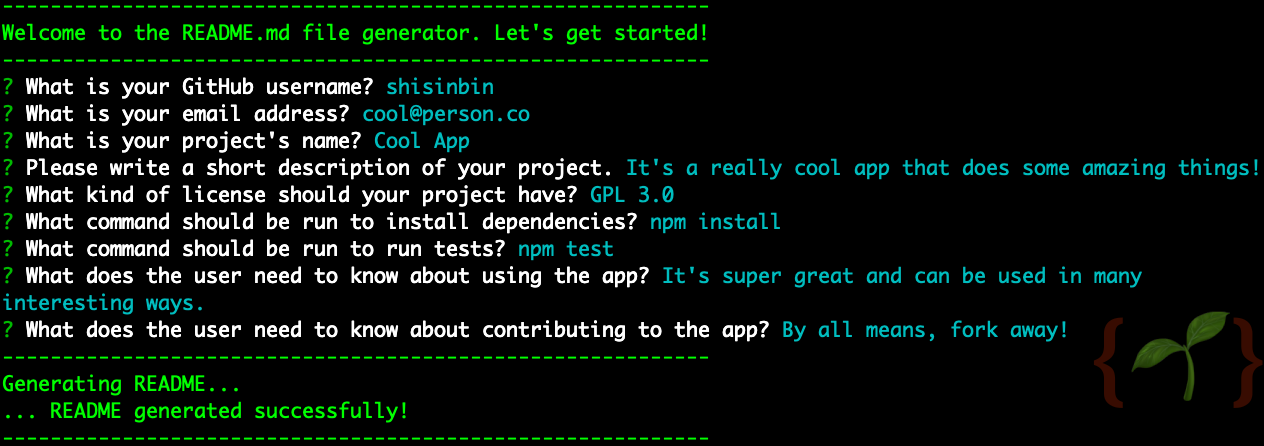 -----------------------------------------------------------
Welcome to the README.md file generator. Let's get started!
-----------------------------------------------------------
? What is your GitHub username? shisinbin
? What is your email address? cool@person.co
? What is your project's name? Cool App
? Please write a short description of your project. It's a really cool app that does some amazing things!
? What kind of license should your project have? GPL 3.0
? What command should be run to install dependencies? npm install
? What command should be run to run tests? npm test
? What does the user need to know about using the app? It's super great and can be used in many
interesting ways.
? What does the user need to know about contributing to the app? By all means, fork away!
-----------------------------------------------------------
Generating README...
... README generated successfully!
-----------------------------------------------------------